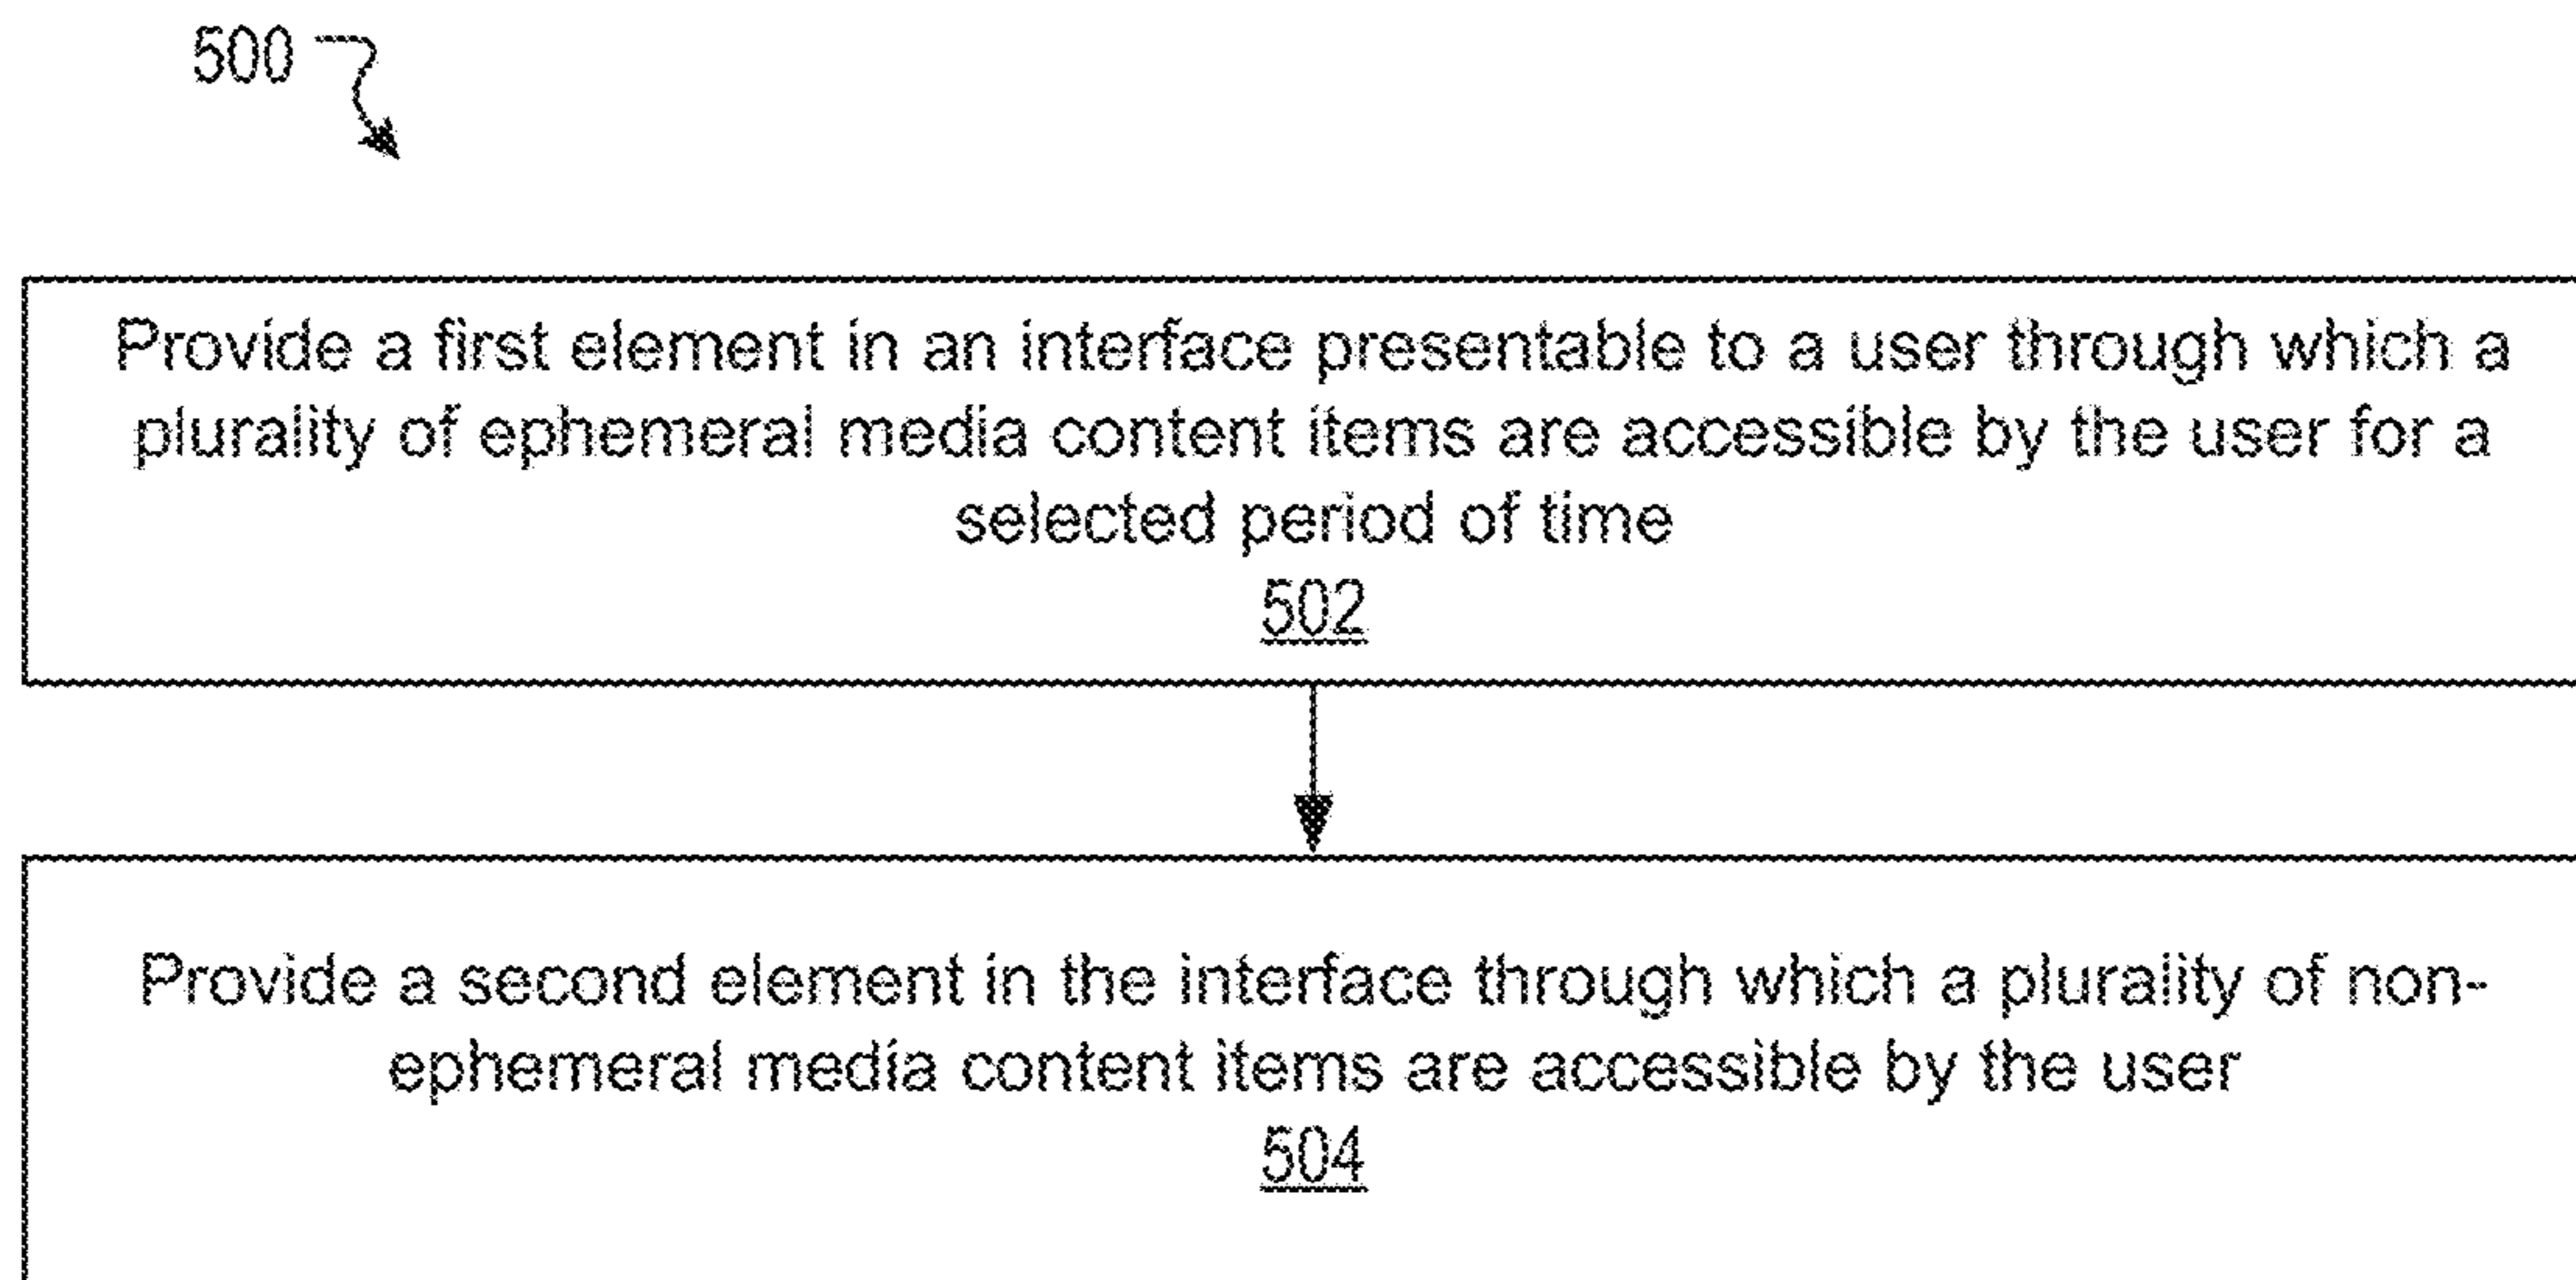 500
Provide a first element in an interface presentable to a user through which a
plurality of ephemeral media content items are accessible by the user for a
selected period of time
502
Provide a second element in the interface through which a plurality of non-
ephemeral media content items are accessible by the user
504